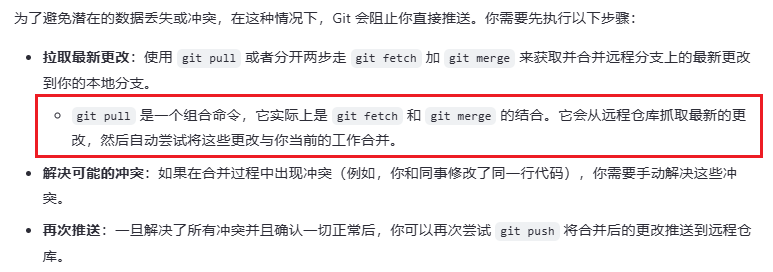 为了避免潜在的数据丢失或冲突，在这种情况下，Git 会阻止你直接推送。你需要先执行以下步骤：
• 拉取最新更改：使用 git pull 或者分开两步走 git fetch 加 git merge 来获取并合并远程分支上的最新更改
到你的本地分支。
◦ git pull 是一个组合命令，它实际上是 git fetch 和 git merge 的结合。它会从远程仓库抓取最新的更
改，然后自动尝试将这些更改与你当前的工作合并。
• 解决可能的冲突：如果在合并过程中出现冲突（例如，你和同事修改了同一行代码），你需要手动解决这些冲
突。
• 再次推送：一旦解决了所有冲突并且确认一切正常后，你可以再次尝试 git push 将合并后的更改推送到远程仓
库。